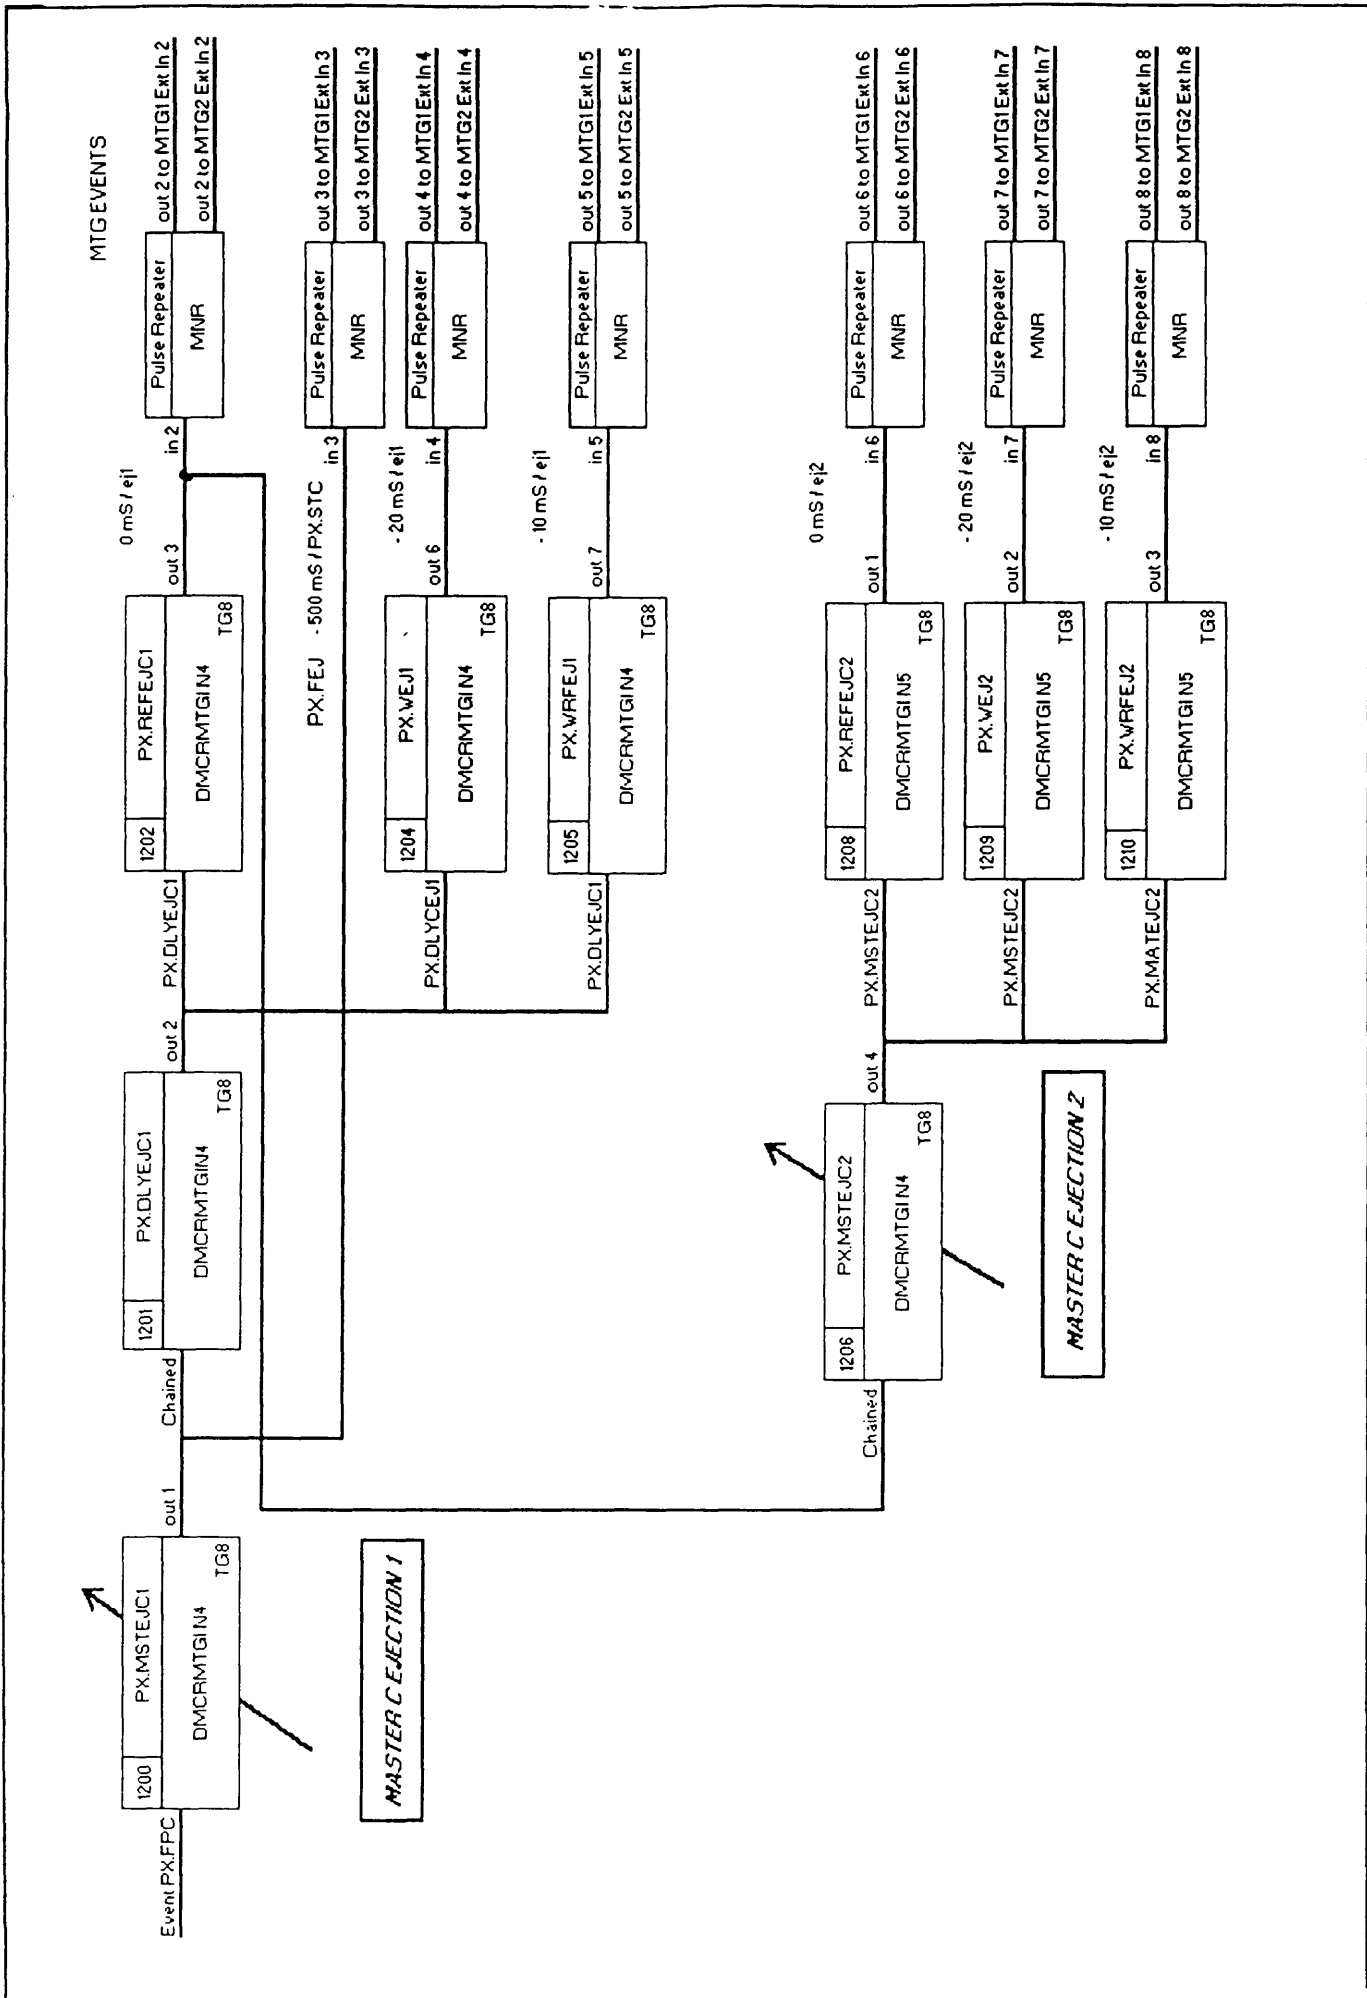 MTG EVENTS
Event PX.FPC
1200
PX.MSTEJC1
DMCRMTGIN4
TG8
out 1
Chained
MASTER C EJECTION 1
1201
PX.DLYEJC1
DMCRMTGIN4
TG8
out 2
PX.DLYEJC1
1202
PX.REFEJC1
DMCRMTGIN4
TG8
out 3
0 mS / ej1
in 2
Pulse Repeater
MNR
out 2 to MTG1 Ext In 2
out 2 to MTG2 Ext In 2
PX.FEJ - 500 mS / PX.STC
in 3
Pulse Repeater
MNR
out 3 to MTG1 Ext In 3
out 3 to MTG2 Ext In 3
PX.DLYCEJ1
1204
PX.WEJ1
DMCRMTGIN4
TG8
out 6
- 20 mS / ej1
in 4
Pulse Repeater
MNR
out 4 to MTG1 Ext In 4
out 4 to MTG2 Ext In 4
PX.DLYEJC1
1205
PX.WRFEJ1
DMCRMTGIN4
TG8
out 7
- 10 mS / ej1
in 5
Pulse Repeater
MNR
out 5 to MTG1 Ext In 5
out 5 to MTG2 Ext In 5
Chained
1206
PX.MSTEJC2
DMCRMTGIN4
TG8
out 4
MASTER C EJECTION 2
PX.MSTEJC2
1208
PX.REFEJC2
DMCRMTGIN5
TG8
out 1
0 mS / ej2
in 6
Pulse Repeater
MNR
out 6 to MTG1 Ext In 6
out 6 to MTG2 Ext In 6
PX.MSTEJC2
1209
PX.WEJ2
DMCRMTGIN5
TG8
out 2
- 20 mS / ej2
in 7
Pulse Repeater
MNR
out 7 to MTG1 Ext In 7
out 7 to MTG2 Ext In 7
PX.MATEJC2
1210
PX.WRFEJ2
DMCRMTGIN5
TG8
out 3
- 10 mS / ej2
in 8
Pulse Repeater
MNR
out 8 to MTG1 Ext In 8
out 8 to MTG2 Ext In 8